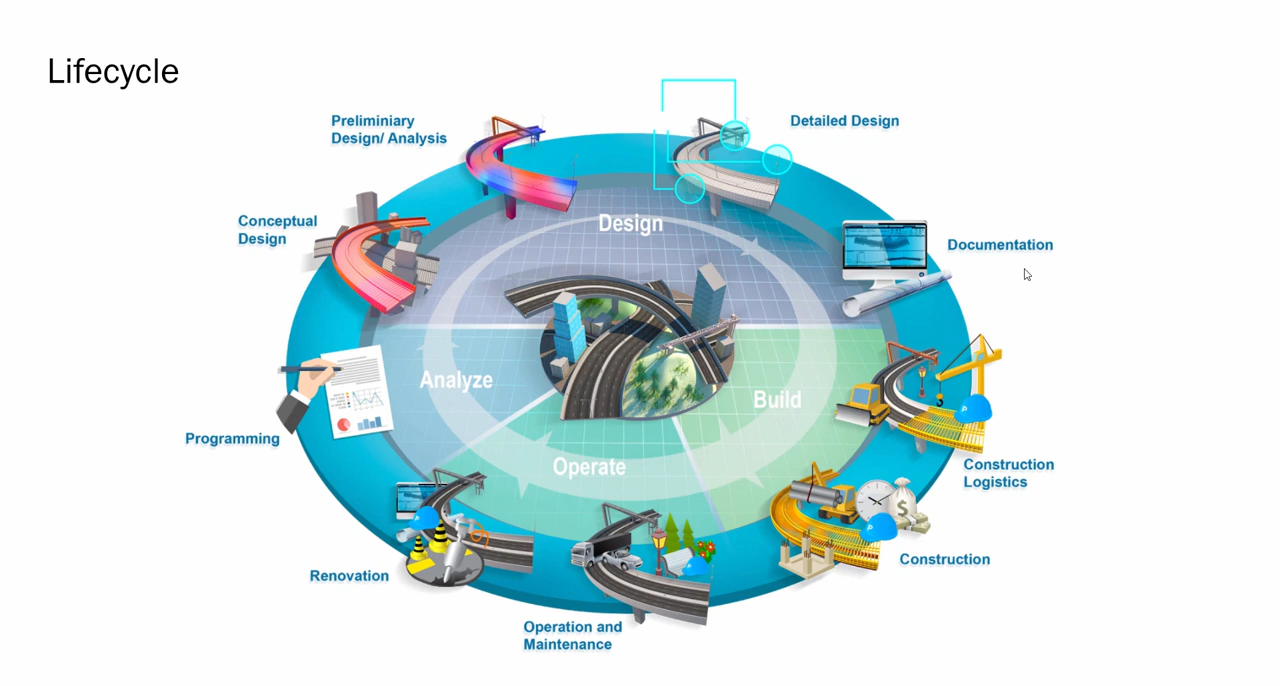 Lifecycle
Preliminiary
Design/ Analysis
Detailed Design
Conceptual
Design
Design
Documentation
Analyze
Build
Programming
Operate
Construction
Logistics
Construction
Renovation
Operation and
Maintenance
$